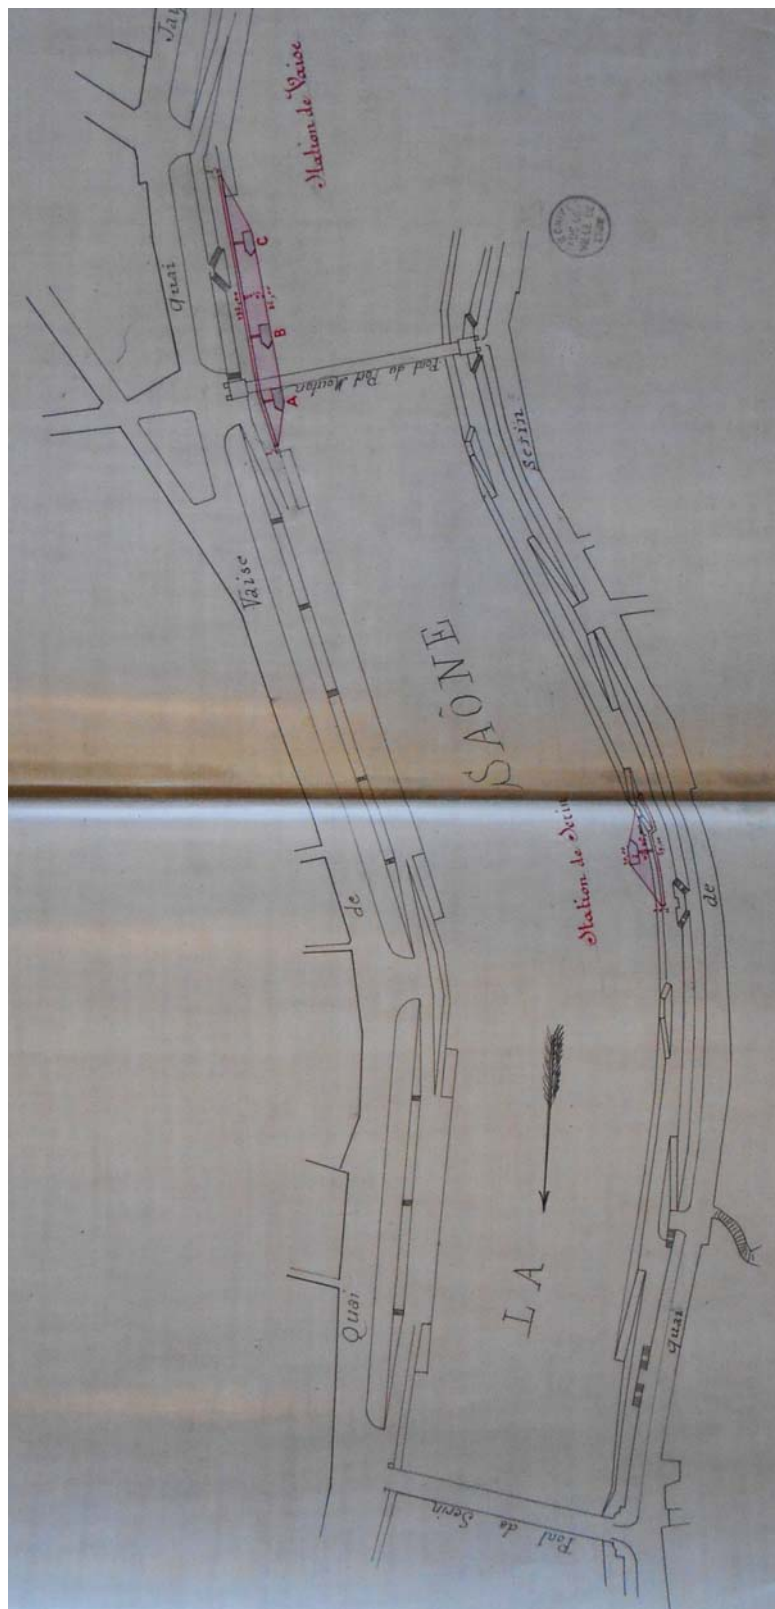 Jay
Station de Vaise
quai
C
B
A
Pont du Port Mouton
Serin
Vaise
SAÔNE
Station de Serin
de
de
LA
Quai
quai
Pont de Serin